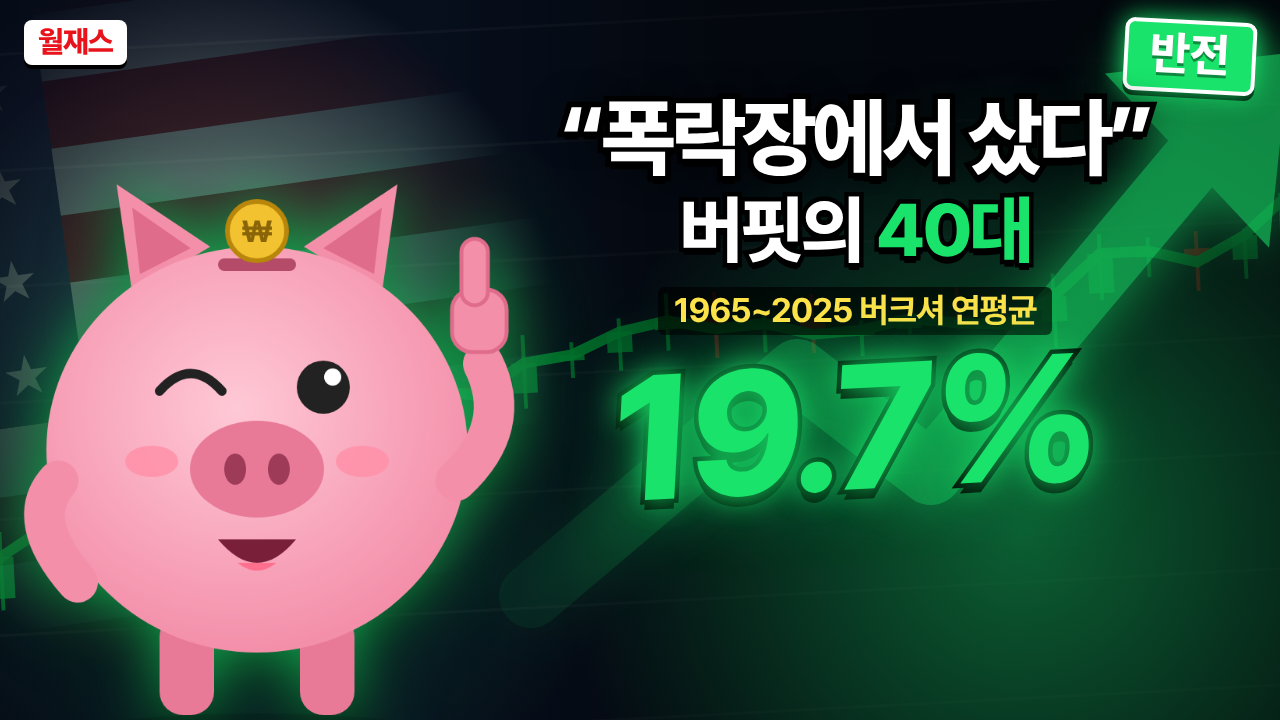 월재스
반전
“폭락장에서 샀다”
버핏의 40대
₩
1965~2025 버크셔 연평균
19.7%